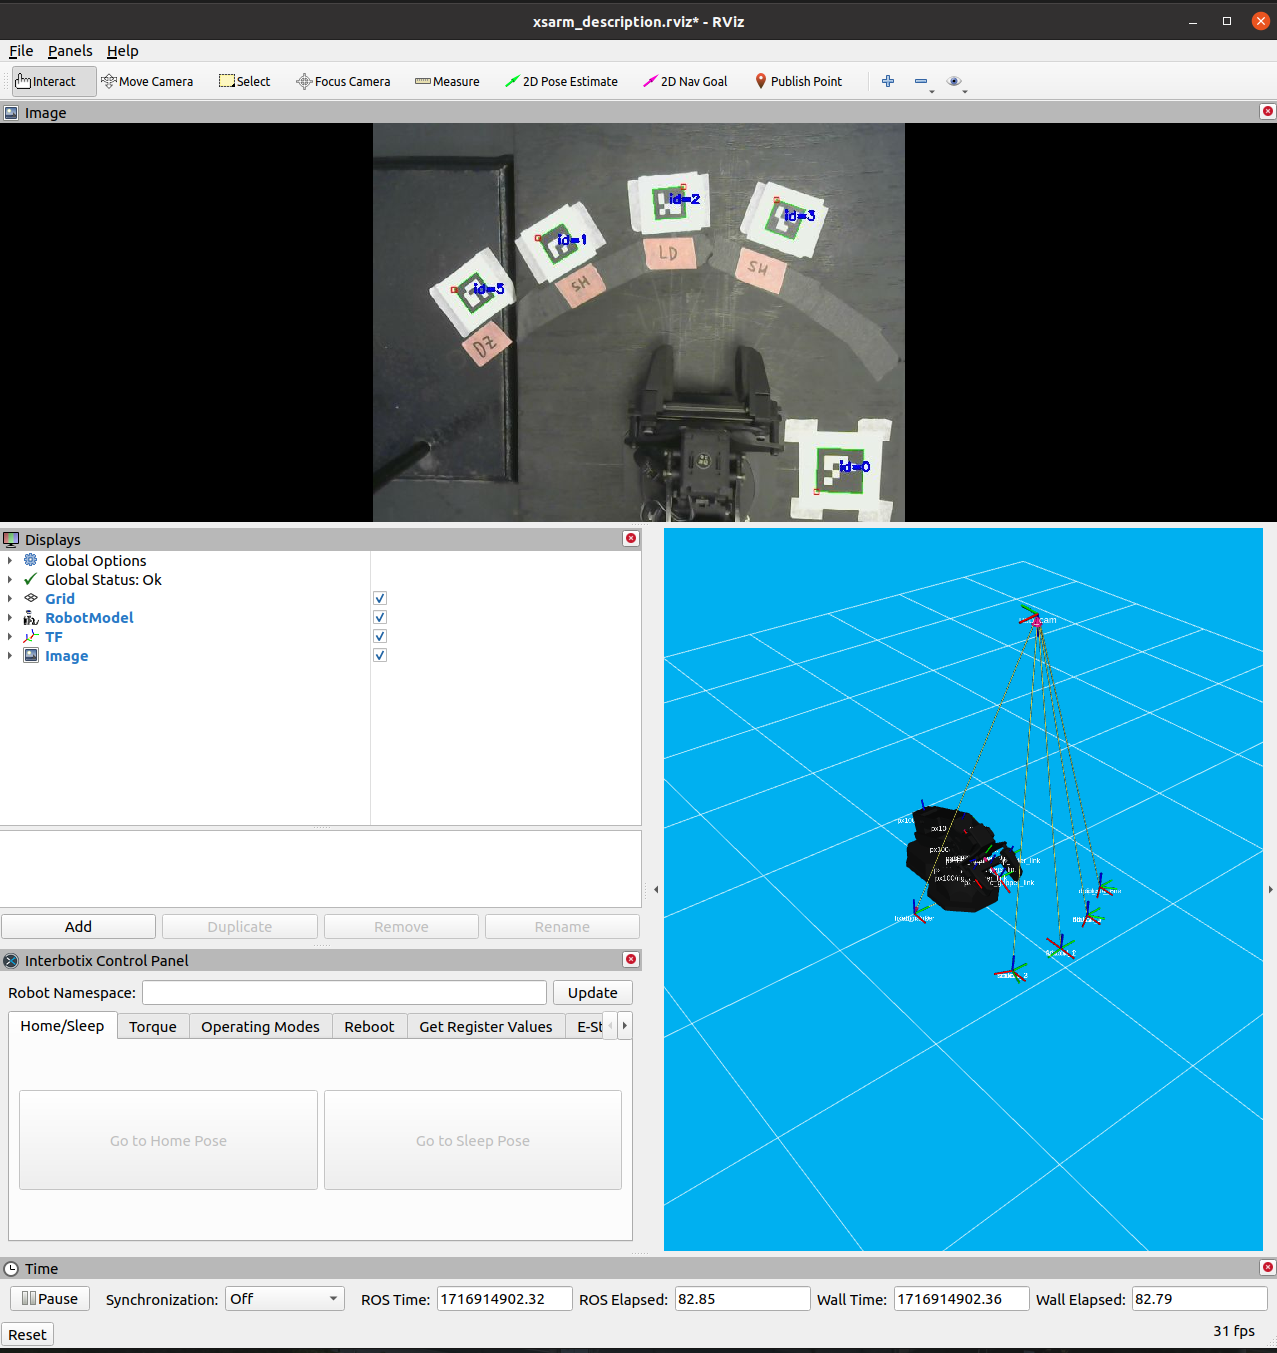 xsarm_description.rviz* - RViz
File Panels Help
Interact Move Camera Select Focus Camera Measure 2D Pose Estimate 2D Nav Goal Publish Point
Image
id=2
id=3
id=1
id=5
LD
SH
SH
DZ
id=0
Displays
Global Options
Global Status: Ok
Grid
RobotModel
TF
Image
cam
px100
Add Duplicate Remove Rename
Interbotix Control Panel
Robot Namespace: Update
Home/Sleep Torque Operating Modes Reboot Get Register Values E-St
Go to Home Pose Go to Sleep Pose
Time
Pause Synchronization: Off ROS Time: 1716914902.32 ROS Elapsed: 82.85 Wall Time: 1716914902.36 Wall Elapsed: 82.79
Reset 31 fps